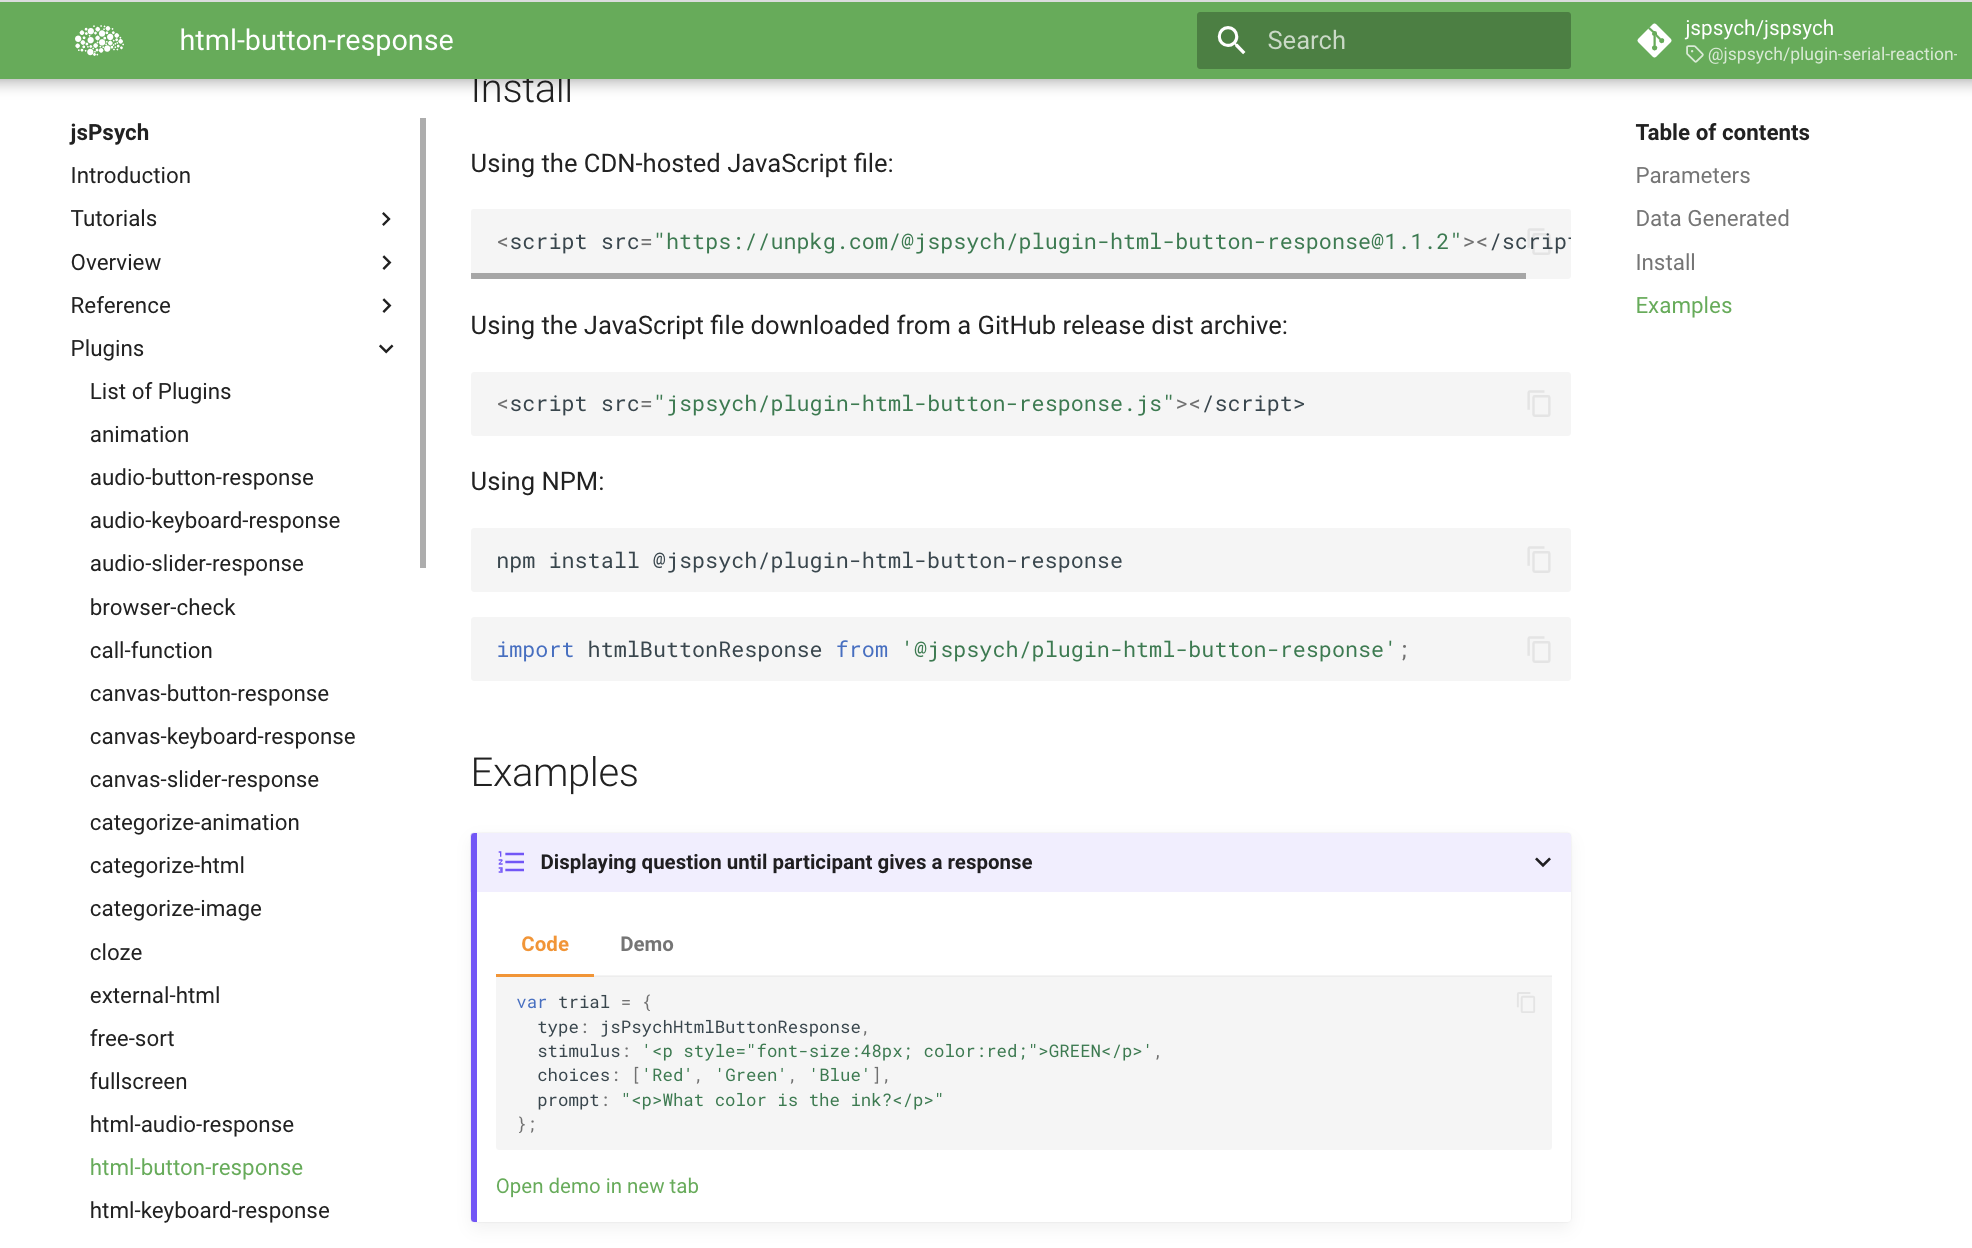 html-button-response
Search
jspsych/jspsych
@jspsych/plugin-serial-reaction-
jsPsych
Introduction
Tutorials
Overview
Reference
Plugins
List of Plugins
animation
audio-button-response
audio-keyboard-response
audio-slider-response
browser-check
call-function
canvas-button-response
canvas-keyboard-response
canvas-slider-response
categorize-animation
categorize-html
categorize-image
cloze
external-html
free-sort
fullscreen
html-audio-response
html-button-response
html-keyboard-response
Install
Using the CDN-hosted JavaScript file:
<script src="https://unpkg.com/@jspsych/plugin-html-button-response@1.1.2"></script
Using the JavaScript file downloaded from a GitHub release dist archive:
<script src="jspsych/plugin-html-button-response.js"></script>
Using NPM:
npm install @jspsych/plugin-html-button-response
import htmlButtonResponse from '@jspsych/plugin-html-button-response';
Examples
Displaying question until participant gives a response
Code Demo
var trial = {
  type: jsPsychHtmlButtonResponse,
  stimulus: '<p style="font-size:48px; color:red;">GREEN</p>',
  choices: ['Red', 'Green', 'Blue'],
  prompt: "<p>What color is the ink?</p>"
};
Open demo in new tab
Table of contents
Parameters
Data Generated
Install
Examples